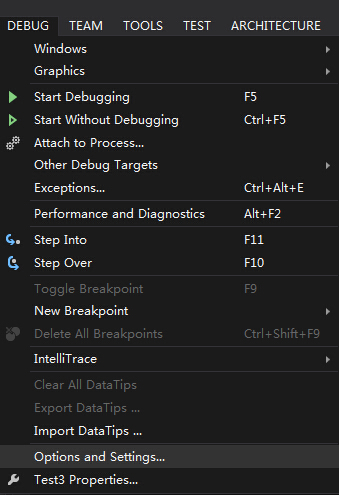 DEBUG TEAM TOOLS TEST ARCHITECTURE
Windows
Graphics
Start Debugging F5
Start Without Debugging Ctrl+F5
Attach to Process...
Other Debug Targets
Exceptions... Ctrl+Alt+E
Performance and Diagnostics Alt+F2
Step Into F11
Step Over F10
Toggle Breakpoint F9
New Breakpoint
Delete All Breakpoints Ctrl+Shift+F9
IntelliTrace
Clear All DataTips
Export DataTips ...
Import DataTips ...
Options and Settings...
Test3 Properties...